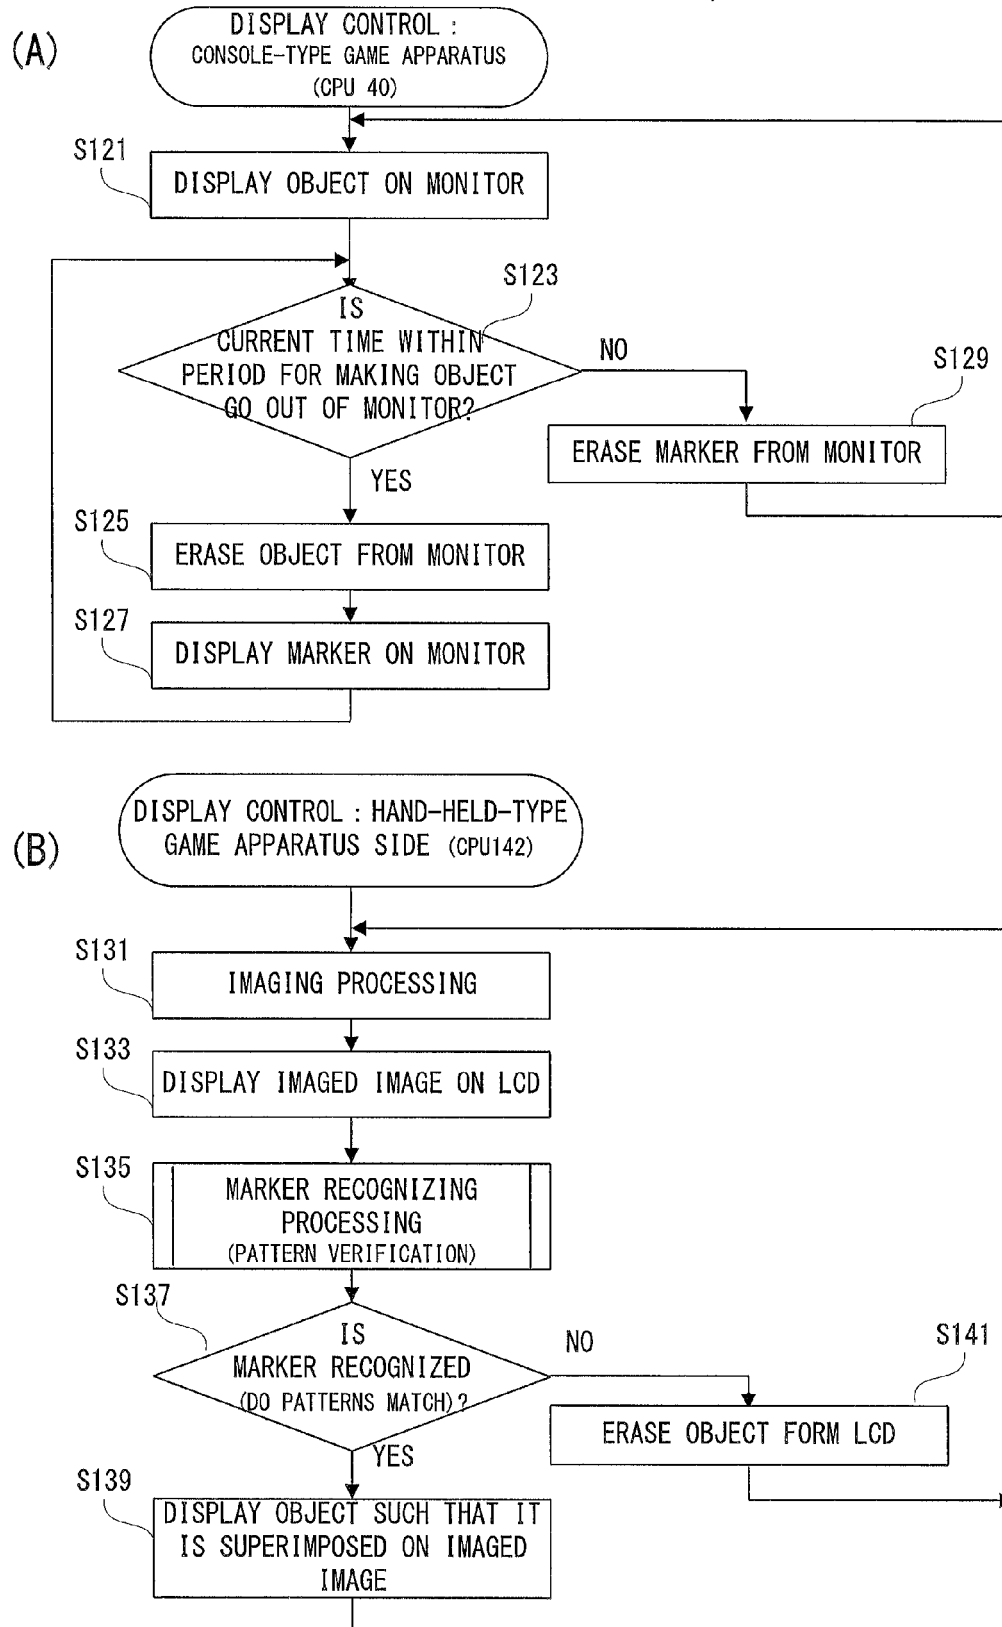 (A)
DISPLAY CONTROL :
CONSOLE-TYPE GAME APPARATUS
(CPU 40)
S121
DISPLAY OBJECT ON MONITOR
S123
IS
CURRENT TIME WITHIN
PERIOD FOR MAKING OBJECT
GO OUT OF MONITOR?
NO
S129
ERASE MARKER FROM MONITOR
YES
S125
ERASE OBJECT FROM MONITOR
S127
DISPLAY MARKER ON MONITOR
(B)
DISPLAY CONTROL : HAND-HELD-TYPE
GAME APPARATUS SIDE (CPU142)
S131
IMAGING PROCESSING
S133
DISPLAY IMAGED IMAGE ON LCD
S135
MARKER RECOGNIZING
PROCESSING
(PATTERN VERIFICATION)
S137
IS
MARKER RECOGNIZED
(DO PATTERNS MATCH)?
NO
S141
ERASE OBJECT FORM LCD
YES
S139
DISPLAY OBJECT SUCH THAT IT
IS SUPERIMPOSED ON IMAGED
IMAGE